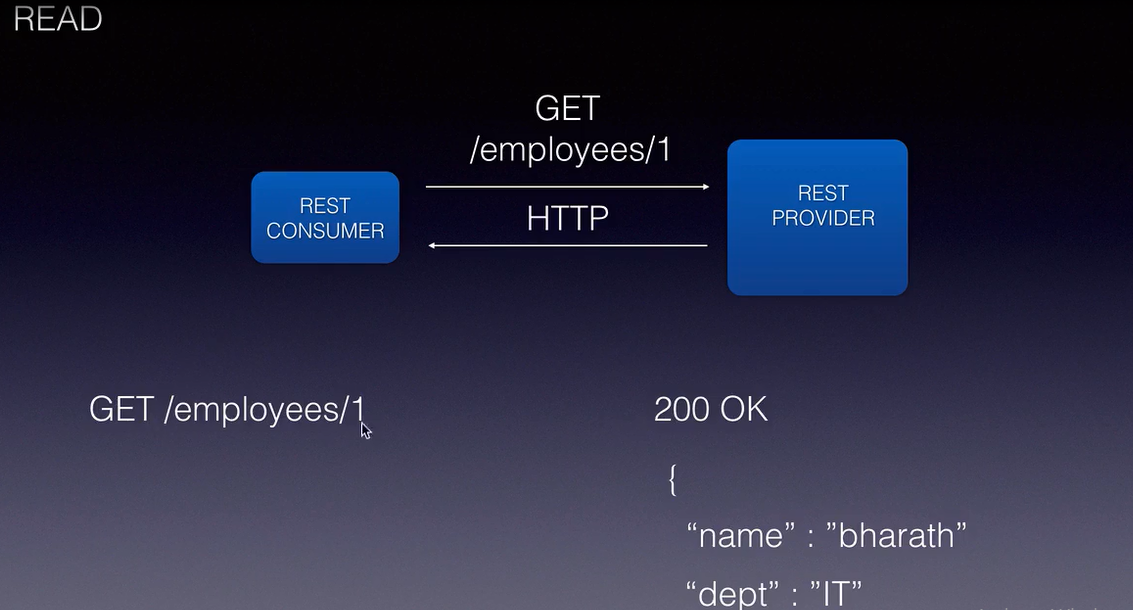 READ
GET
/employees/1
REST
CONSUMER
HTTP
REST
PROVIDER
GET /employees/1
200 OK
{
“name” : ”bharath”
“dept” : ”IT”